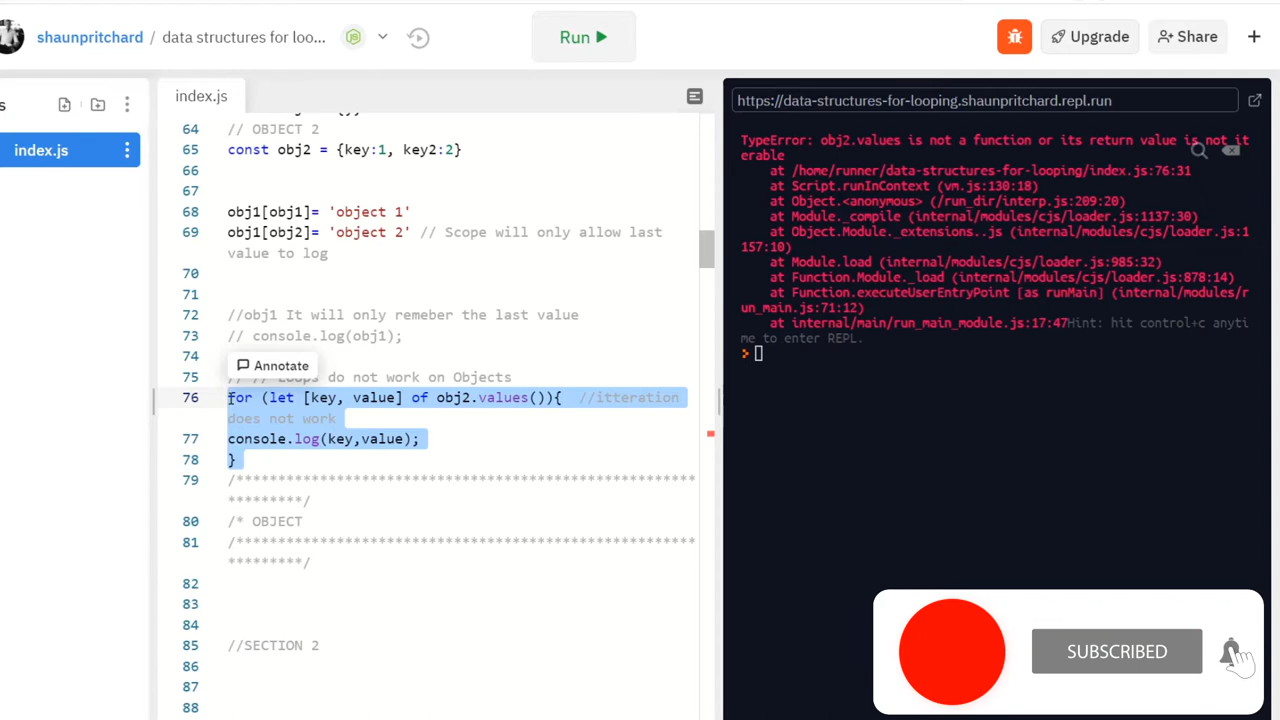 shaunpritchard / data structures for loo...
Run
Upgrade
Share
s
index.js
index.js
https://data-structures-for-looping.shaunpritchard.repl.run
64 // OBJECT 2
65 const obj2 = {key:1, key2:2}
66
67
68 obj1[obj1]= 'object 1'
69 obj1[obj2]= 'object 2' // Scope will only allow last
value to log
70
71
72 //obj1 It will only remeber the last value
73 // console.log(obj1);
74
Annotate
75 // // Loops do not work on Objects
76 for (let [key, value] of obj2.values()){ //itteration
does not work
77 console.log(key,value);
78 }
79 /*******************************************************
*********/
80 /* OBJECT
81 /*******************************************************
*********/
82
83
84
85 //SECTION 2
86
87
88
TypeError: obj2.values is not a function or its return value is not it
erable
at /home/runner/data-structures-for-looping/index.js:76:31
at Script.runInContext (vm.js:130:18)
at Object.<anonymous> (/run_dir/interp.js:209:20)
at Module._compile (internal/modules/cjs/loader.js:1137:30)
at Object.Module._extensions..js (internal/modules/cjs/loader.js:1
157:10)
at Module.load (internal/modules/cjs/loader.js:985:32)
at Function.Module._load (internal/modules/cjs/loader.js:878:14)
at Function.executeUserEntryPoint [as runMain] (internal/modules/r
un_main.js:71:12)
at internal/main/run_main_module.js:17:47Hint: hit control+c anyti
me to enter REPL.
>
SUBSCRIBED